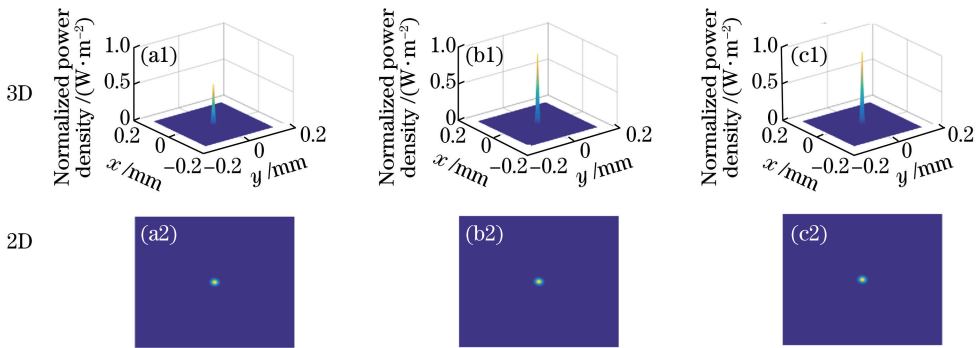 3D
Normalized power
density /(W·m⁻²)
1.0
0.5
0
0.2
0
−0.2
x /mm
−0.2
0
0.2
y /mm
(a1)
Normalized power
density /(W·m⁻²)
1.0
0.5
0
0.2
0
−0.2
x /mm
−0.2
0
0.2
y /mm
(b1)
Normalized power
density /(W·m⁻²)
1.0
0.5
0
0.2
0
−0.2
x /mm
−0.2
0
0.2
y /mm
(c1)
2D
(a2)
(b2)
(c2)